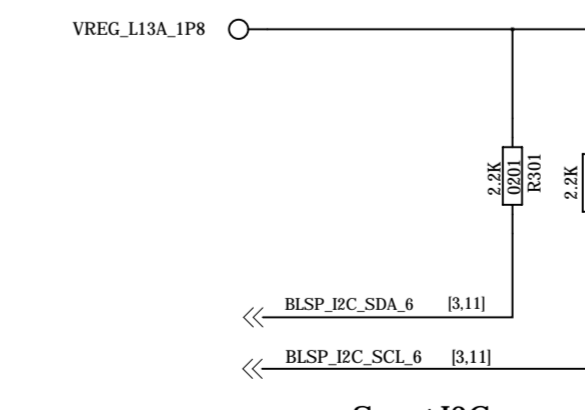 VREG_L13A_1P8
2.2K
0201
R301
2.2K
BLSP_I2C_SDA_6 [3,11]
BLSP_I2C_SCL_6 [3,11]